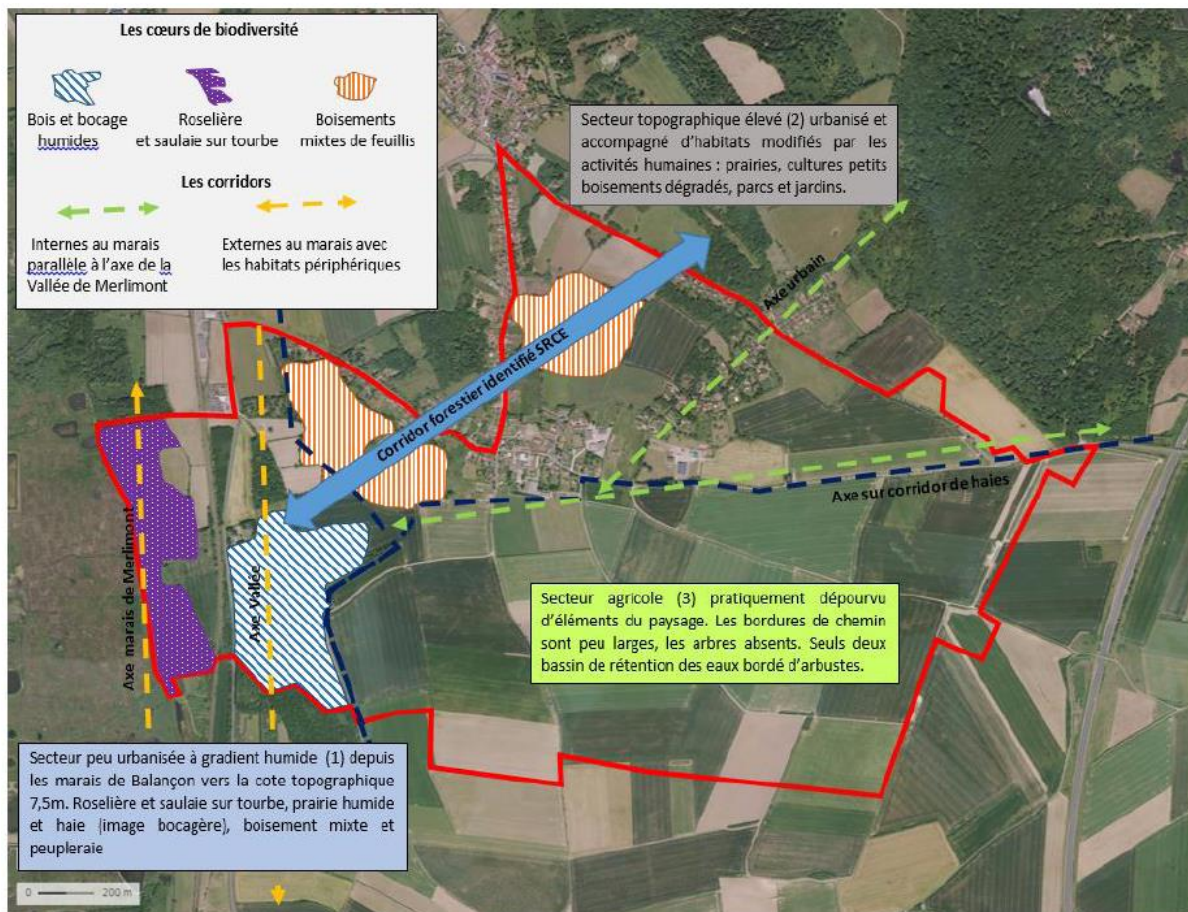 Les cœurs de biodiversité
Bois et bocage
humides
Roselière
et saulaie sur tourbe
Boisements
mixtes de feuillis
Les corridors
Internes au marais
parallèle à l'axe de la
Vallée de Merlimont
Externes au marais avec
les habitats périphériques
Secteur topographique élevé (2) urbanisé et
accompagné d'habitats modifiés par les
activités humaines : prairies, cultures petits
boisements dégradés, parcs et jardins.
Axe urbain
Corridor forestier identifié SRCE
Axe sur corridor de haies
Axe marais de Merlimont
Axe Vallée
Secteur agricole (3) pratiquement dépourvu
d'éléments du paysage. Les bordures de chemin
sont peu larges, les arbres absents. Seuls deux
bassin de rétention des eaux bordé d'arbustes.
Secteur peu urbanisée à gradient humide (1) depuis
les marais de Balançon vers la cote topographique
7,5m. Roselière et saulaie sur tourbe, prairie humide
et haie (image bocagère), boisement mixte et
peupleraie
0 200 m